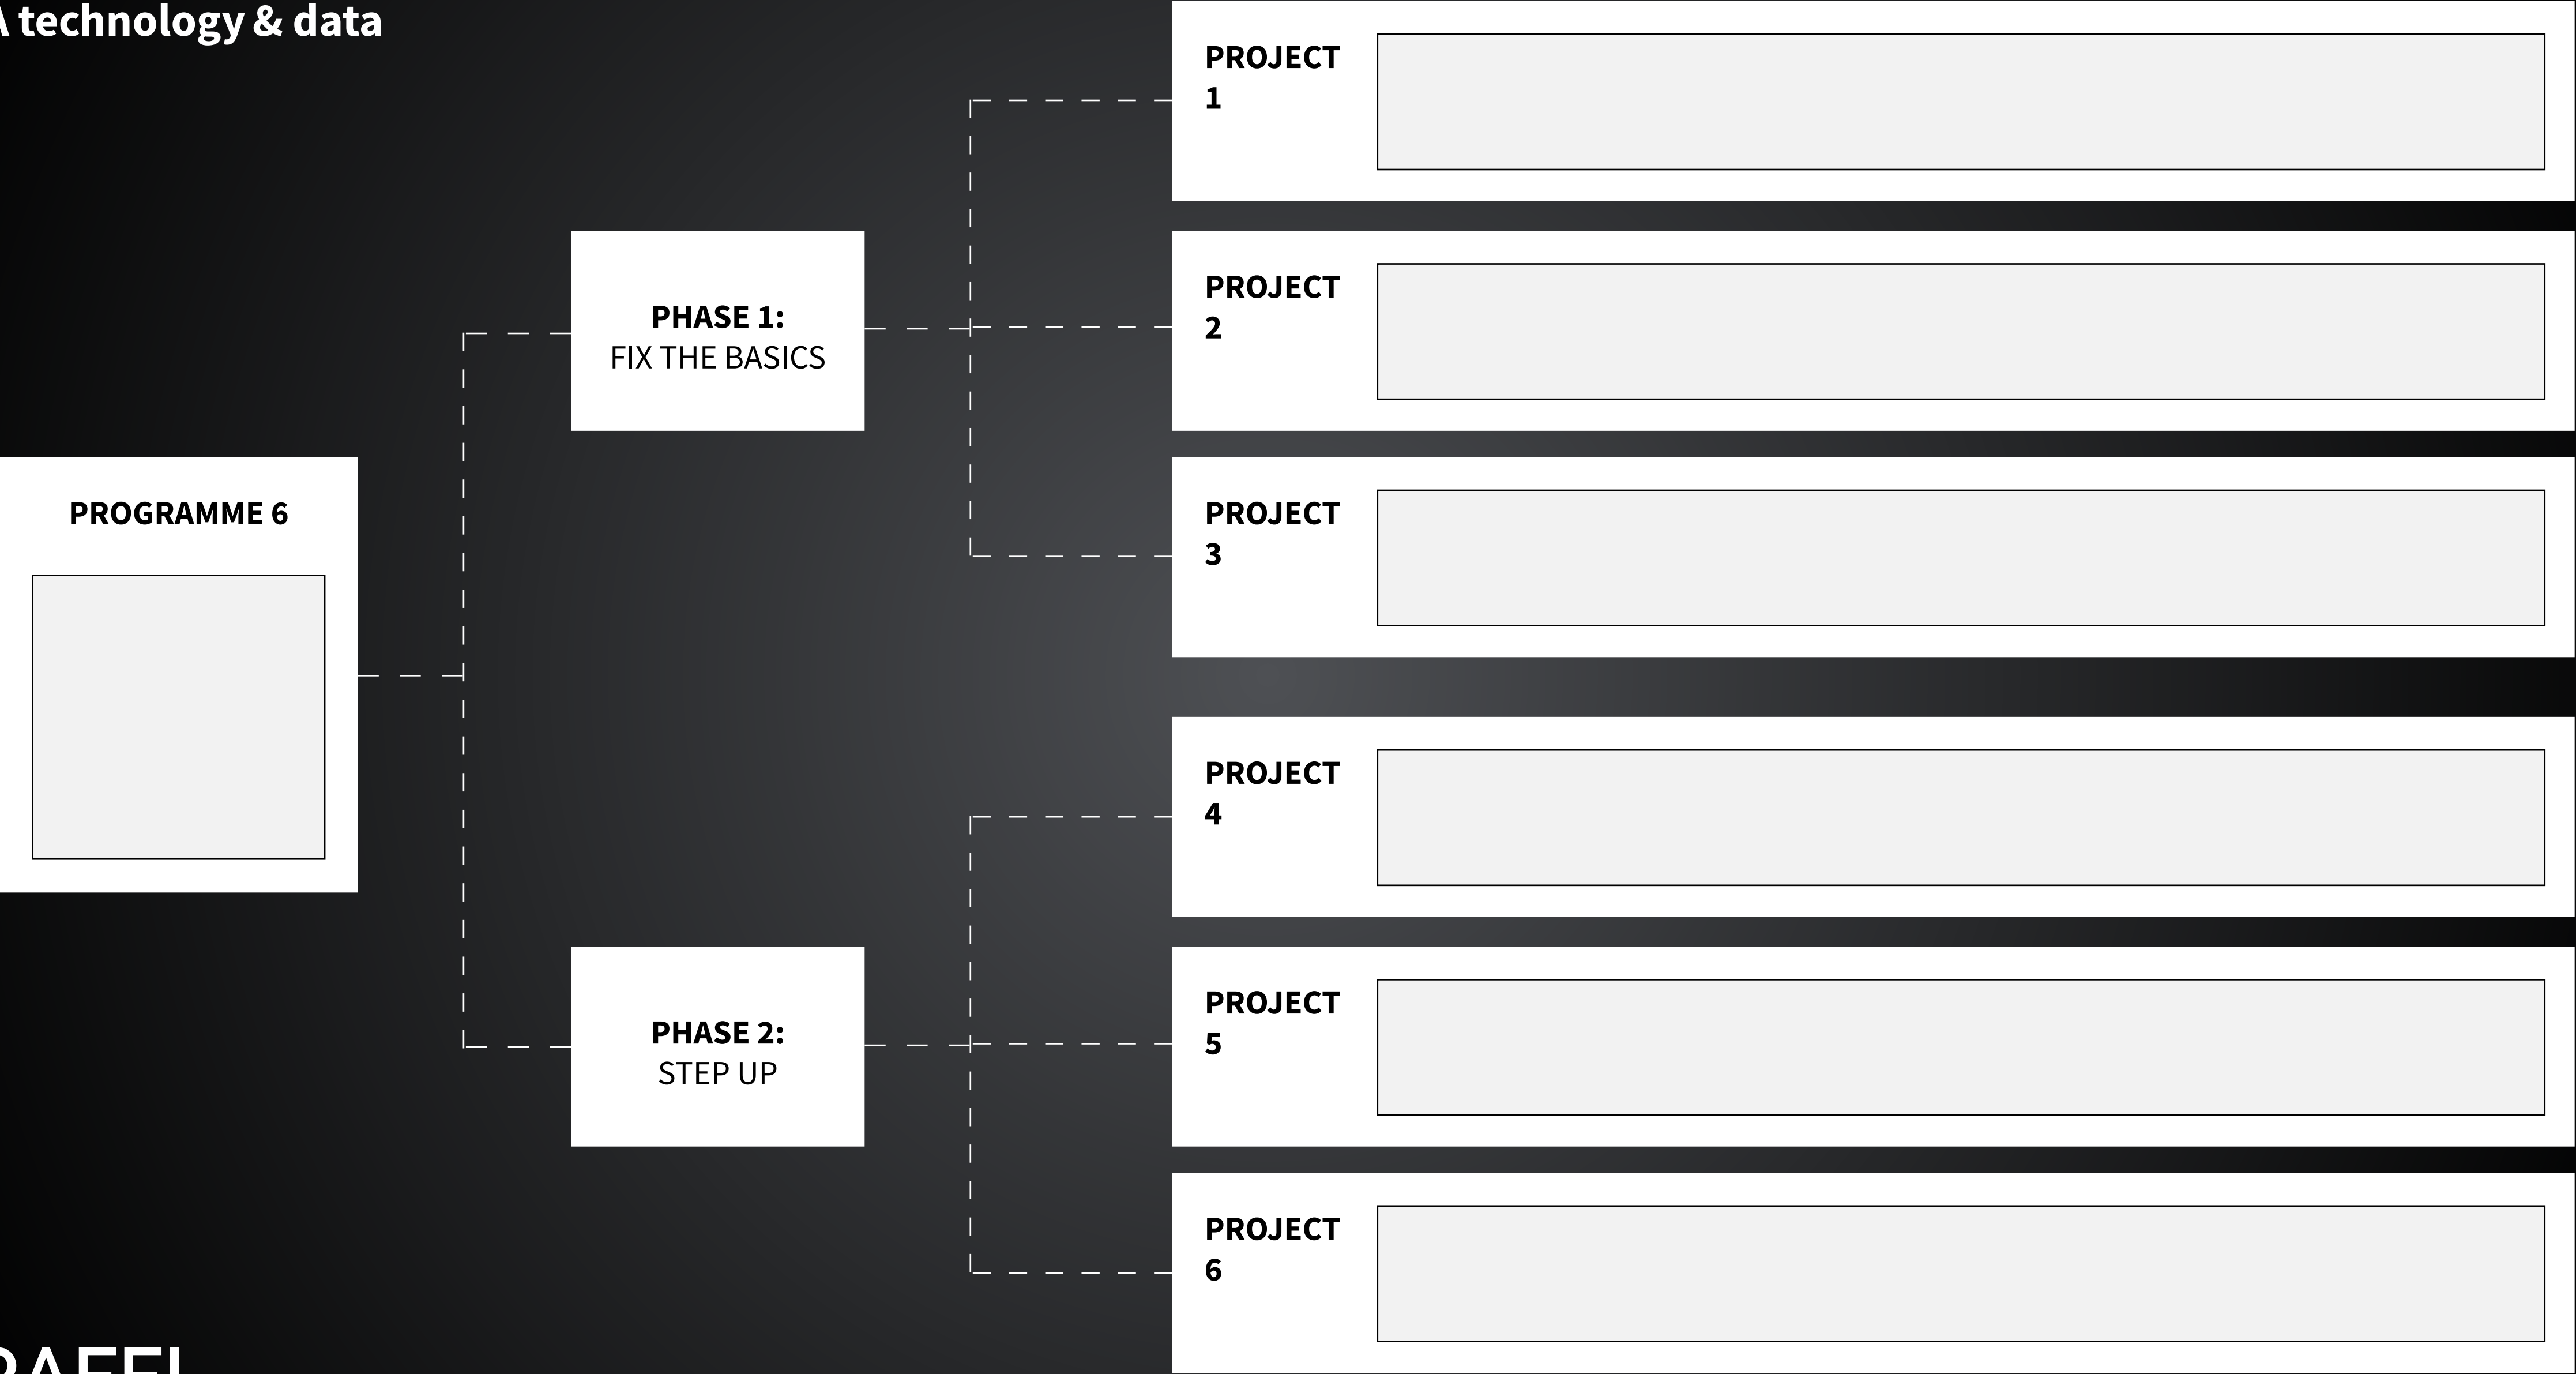 technology & data
PROGRAMME 6
PHASE 1:
FIX THE BASICS
PROJECT
1
PROJECT
2
PROJECT
3
PHASE 2:
STEP UP
PROJECT
4
PROJECT
5
PROJECT
6